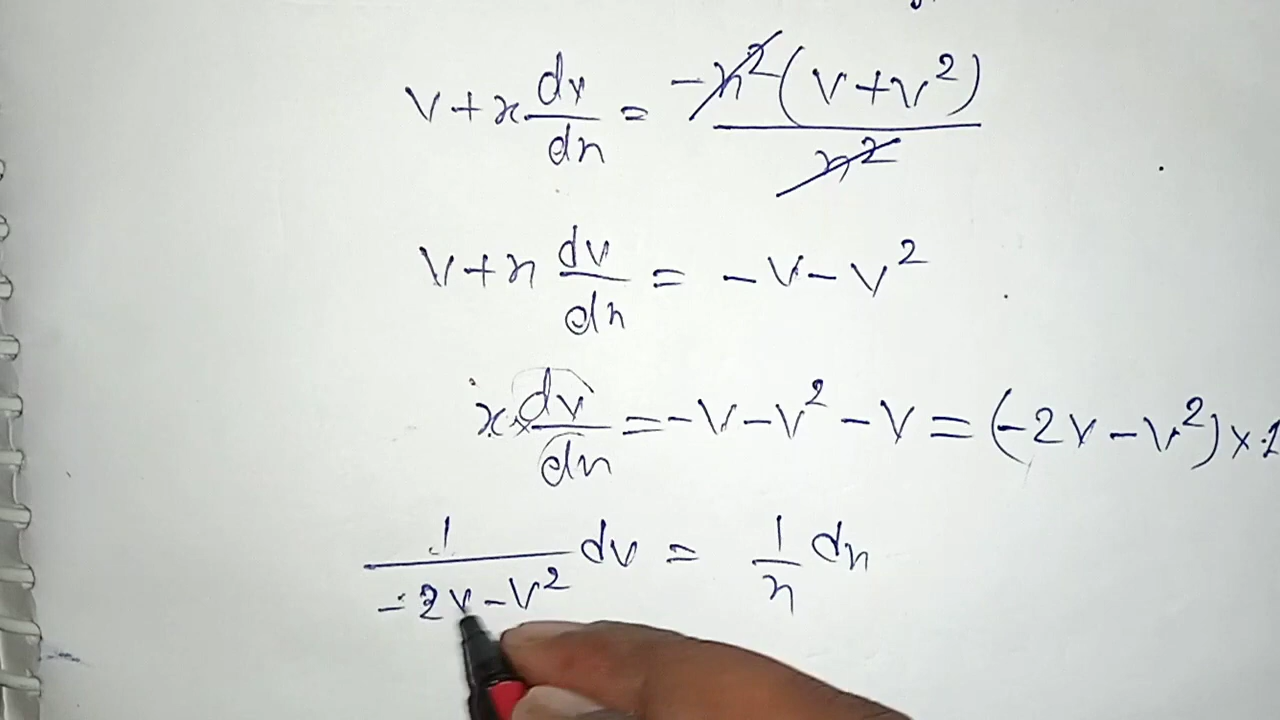 v + x dv/dx = -x²(v+v²)/x²
v + x dv/dx = -v - v²
x × dv/dx = -v - v² - v = (-2v - v²) × 1
1/(-2v - v²) dv = 1/x dx